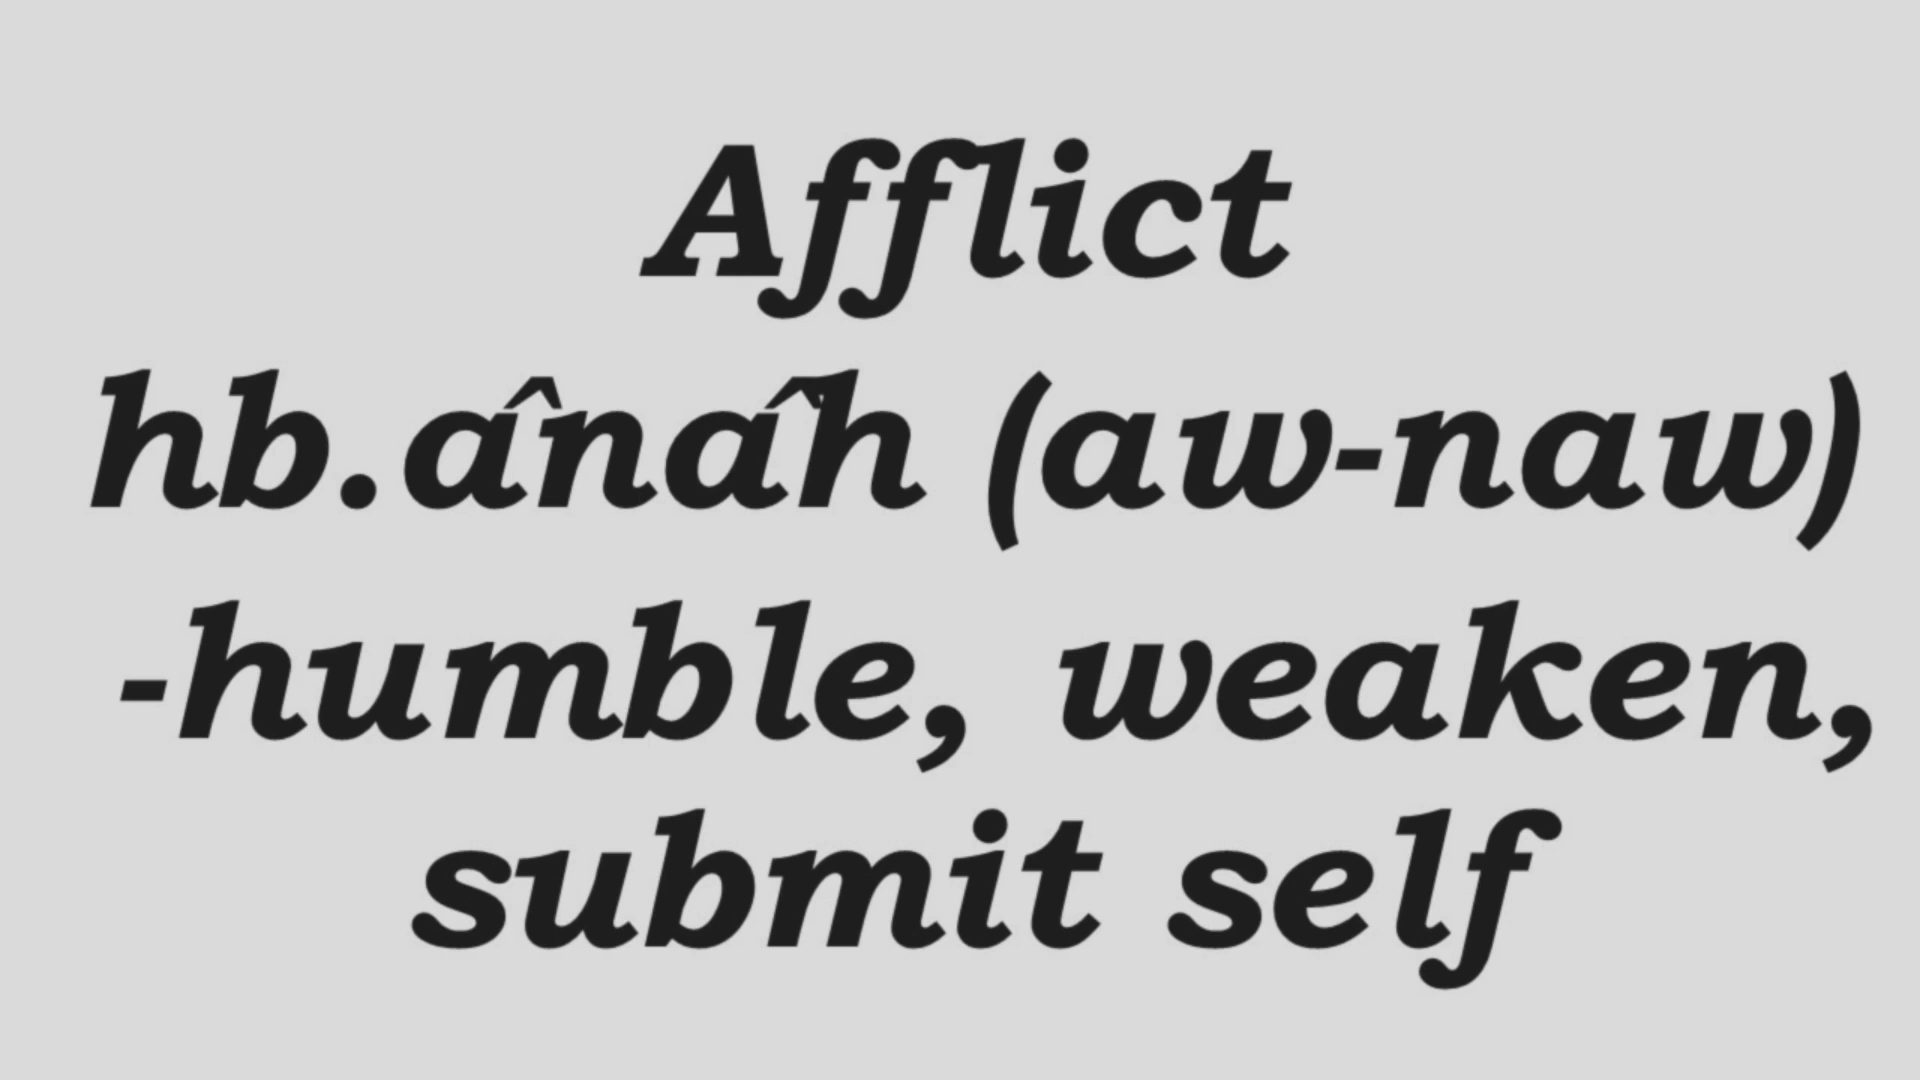 Afflict
hb.ânâh (aw-naw)
-humble, weaken,
submit self